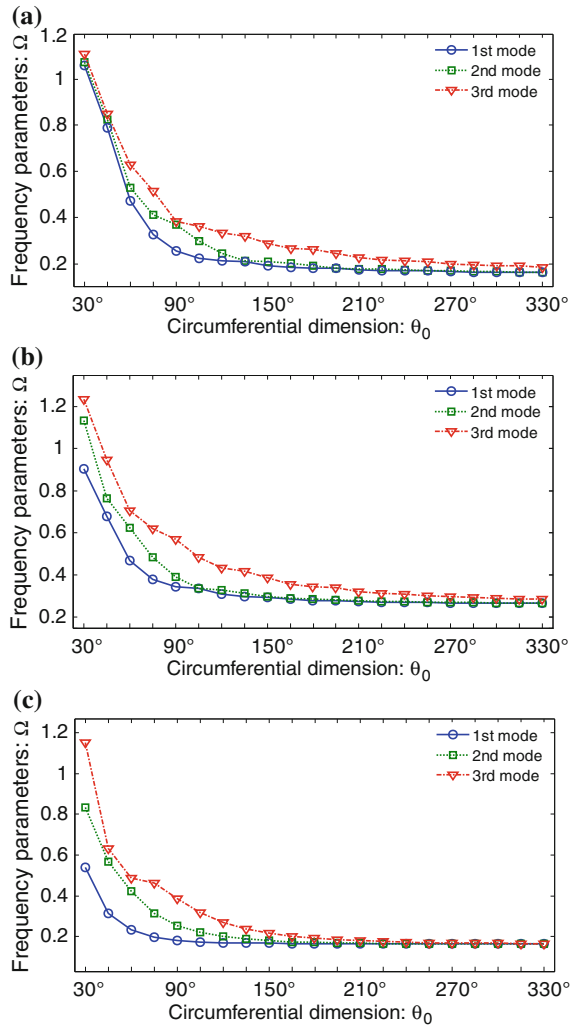 (a)
1.2
1
0.8
0.6
0.4
0.2
Frequency parameters: Ω
1st mode
2nd mode
3rd mode
30° 90° 150° 210° 270° 330°
Circumferential dimension: θ0
(b)
1.2
1
0.8
0.6
0.4
0.2
Frequency parameters: Ω
1st mode
2nd mode
3rd mode
30° 90° 150° 210° 270° 330°
Circumferential dimension: θ0
(c)
1.2
1
0.8
0.6
0.4
0.2
Frequency parameters: Ω
1st mode
2nd mode
3rd mode
30° 90° 150° 210° 270° 330°
Circumferential dimension: θ0